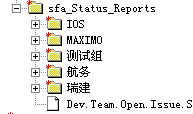 sfa_Status_Reports
IOS
MAXIMO
测试组
航务
瑞建
Dev.Team.Open.Issue.S